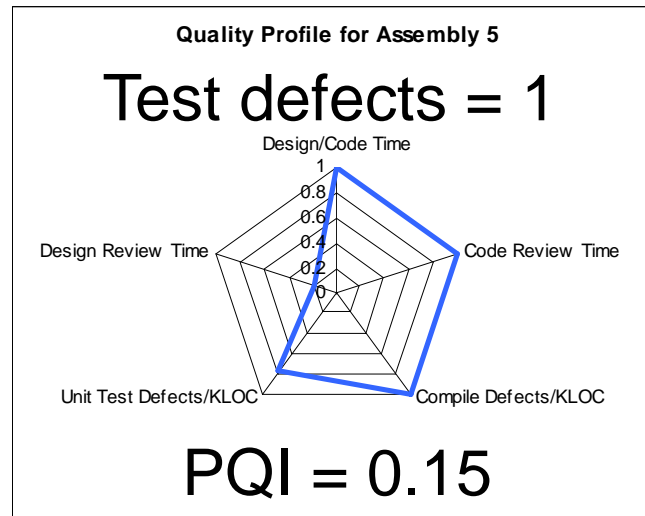 Quality Profile for Assembly 5
Test defects = 1
Design/Code Time
1
0.8
0.6
0.4
0.2
0
Design Review Time
Code Review Time
Unit Test Defects/KLOC
Compile Defects/KLOC
PQI = 0.15